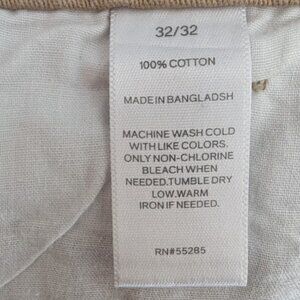 32/32
100% COTTON
MADE IN BANGLADSH
MACHINE WASH COLD
WITH LIKE COLORS.
ONLY NON-CHLORINE
BLEACH WHEN
NEEDED.TUMBLE DRY
LOW.WARM
IRON IF NEEDED.
RN#55285